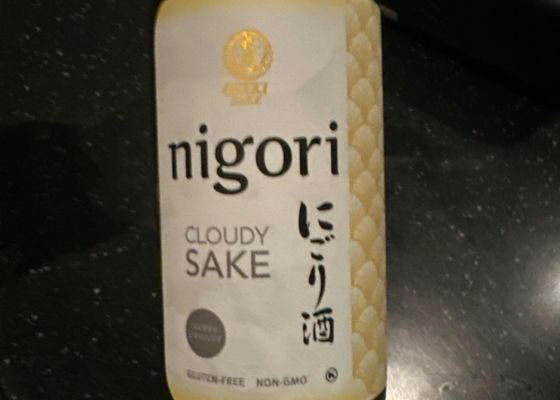 nigori
にごり酒
CLOUDY
SAKE
GLUTEN-FREE NON-GMO
K